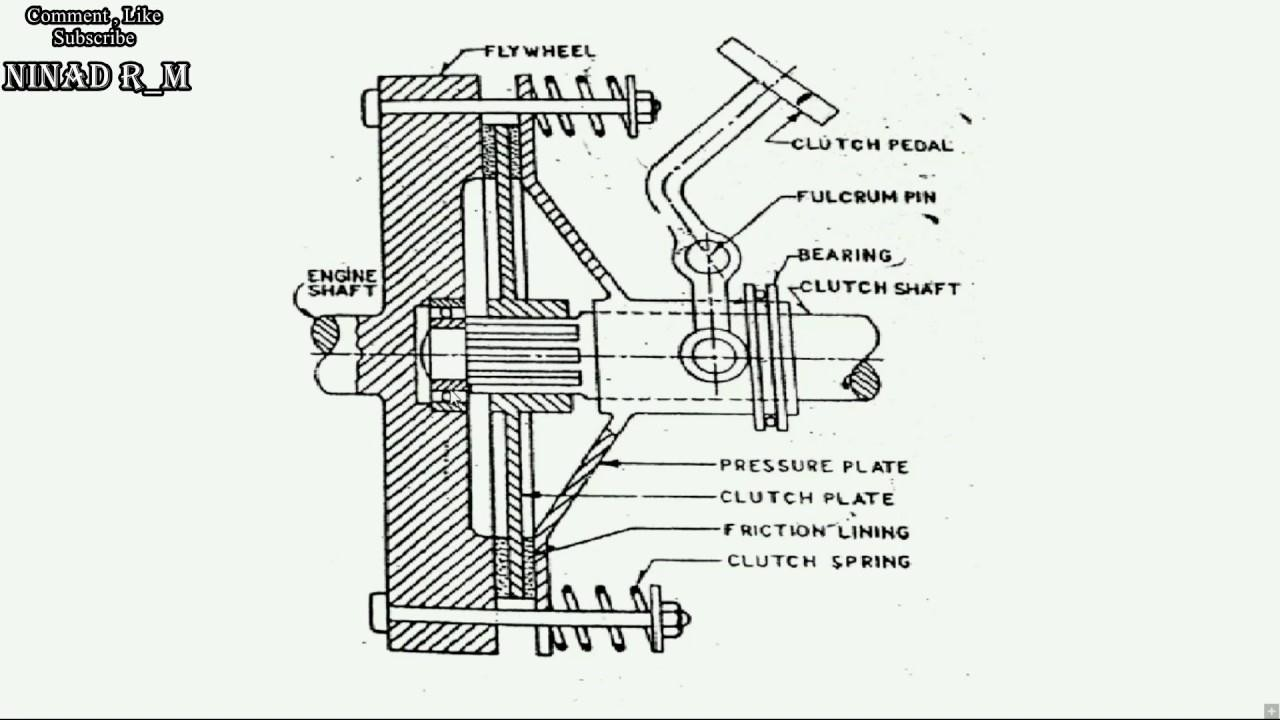 Comment , Like
Subscribe
NINAD R_M
FLYWHEEL
CLUTCH PEDAL
FULCRUM PIN
BEARING
CLUTCH SHAFT
ENGINE
SHAFT
PRESSURE PLATE
CLUTCH PLATE
FRICTION LINING
CLUTCH SPRING